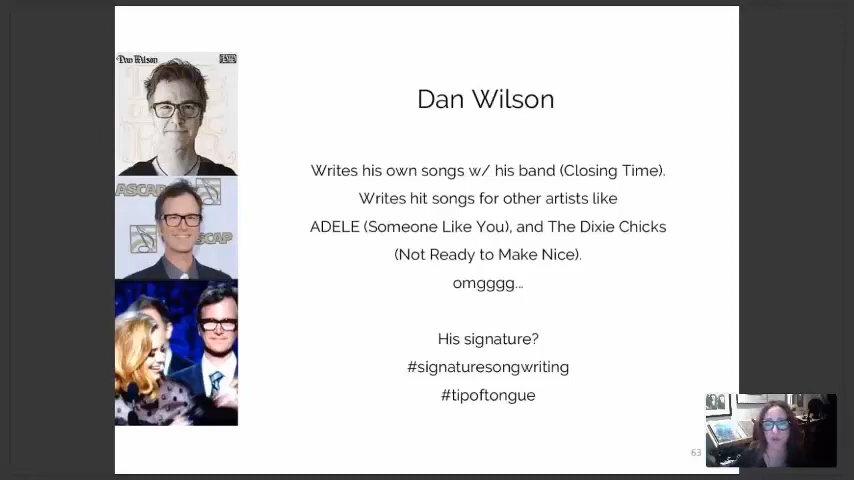 Dan Wilson
ASCAP
SCAP
Dan Wilson
Writes his own songs w/ his band (Closing Time).
Writes hit songs for other artists like
ADELE (Someone Like You), and The Dixie Chicks
(Not Ready to Make Nice).
omgggg...
His signature?
#signaturesongwriting
#tipoftongue
63